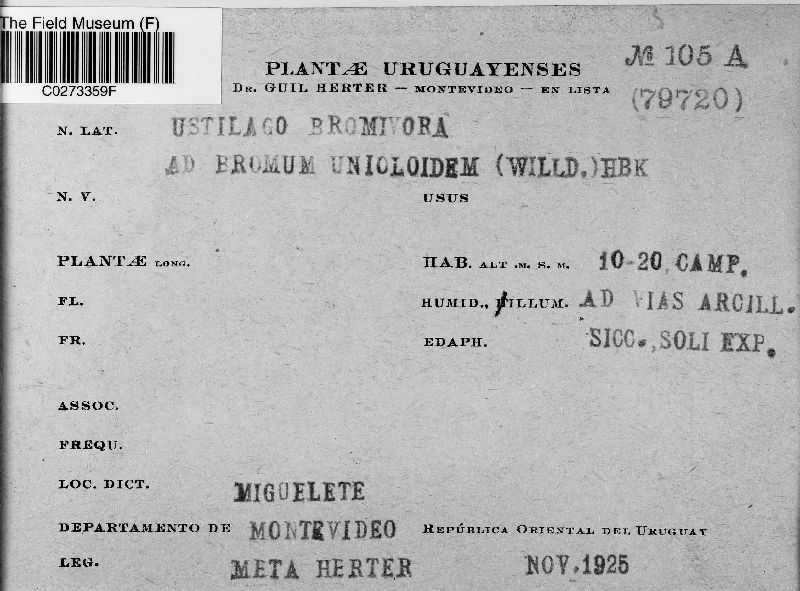 The Field Museum (F)
C0273359F
№ 105 A
PLANTÆ URUGUAYENSES
DR. GUIL HERTER — MONTEVIDEO — EN LISTA
(79720)
N. LAT. USTILAGO BROMIVORA
AD BROMUM UNIOLOIDEM (WILLD.)HBK
N. V. USUS
PLANTÆ LONG. HAB. ALT .M. S. M. 10-20, CAMP.
FL. HUMID., ILLUM. AD VIAS ARCILL.
FR. EDAPH. SICC., SOLI EXP.
ASSOC.
FREQU.
LOC. DICT. MIGUELETE
DEPARTAMENTO DE MONTEVIDEO REPÚBLICA ORIENTAL DEL URUGUAY
LEG. META HERTER NOV.1925